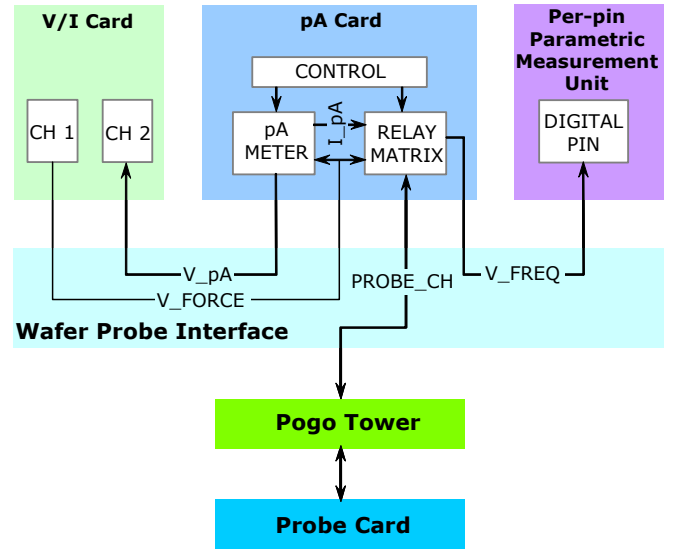 V/I Card
pA Card
Per-pin
Parametric
Measurement
Unit
CONTROL
CH 1
CH 2
pA
METER
I_pA
RELAY
MATRIX
DIGITAL
PIN
V_pA
V_FORCE
PROBE_CH
V_FREQ
Wafer Probe Interface
Pogo Tower
Probe Card